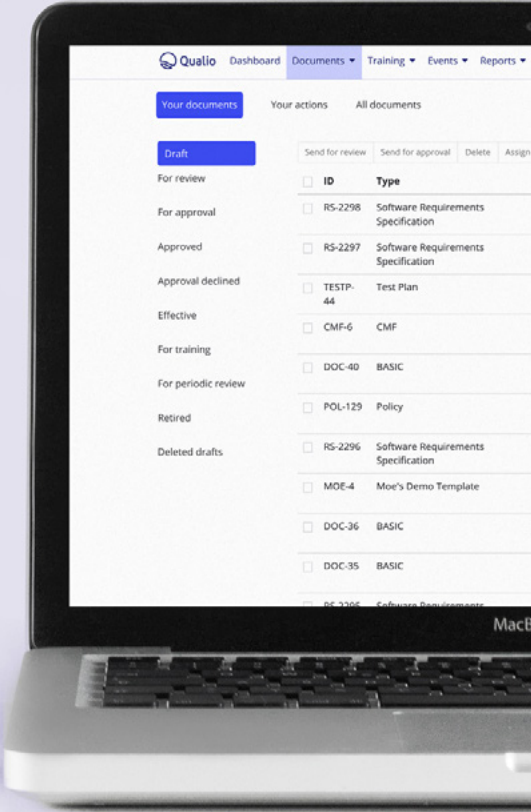 Qualio Dashboard Documents Training Events Reports
Your documents Your actions All documents
Draft
For review
For approval
Approved
Approval declined
Effective
For training
For periodic review
Retired
Deleted drafts
Send for review Send for approval Delete Assign
ID Type
RS-2298 Software Requirements
Specification
RS-2297 Software Requirements
Specification
TESTP-
44 Test Plan
CMF-6 CMF
DOC-40 BASIC
POL-129 Policy
RS-2296 Software Requirements
Specification
MOE-4 Moe's Demo Template
DOC-36 BASIC
DOC-35 BASIC
RS-2295 Software Requirements
MacB